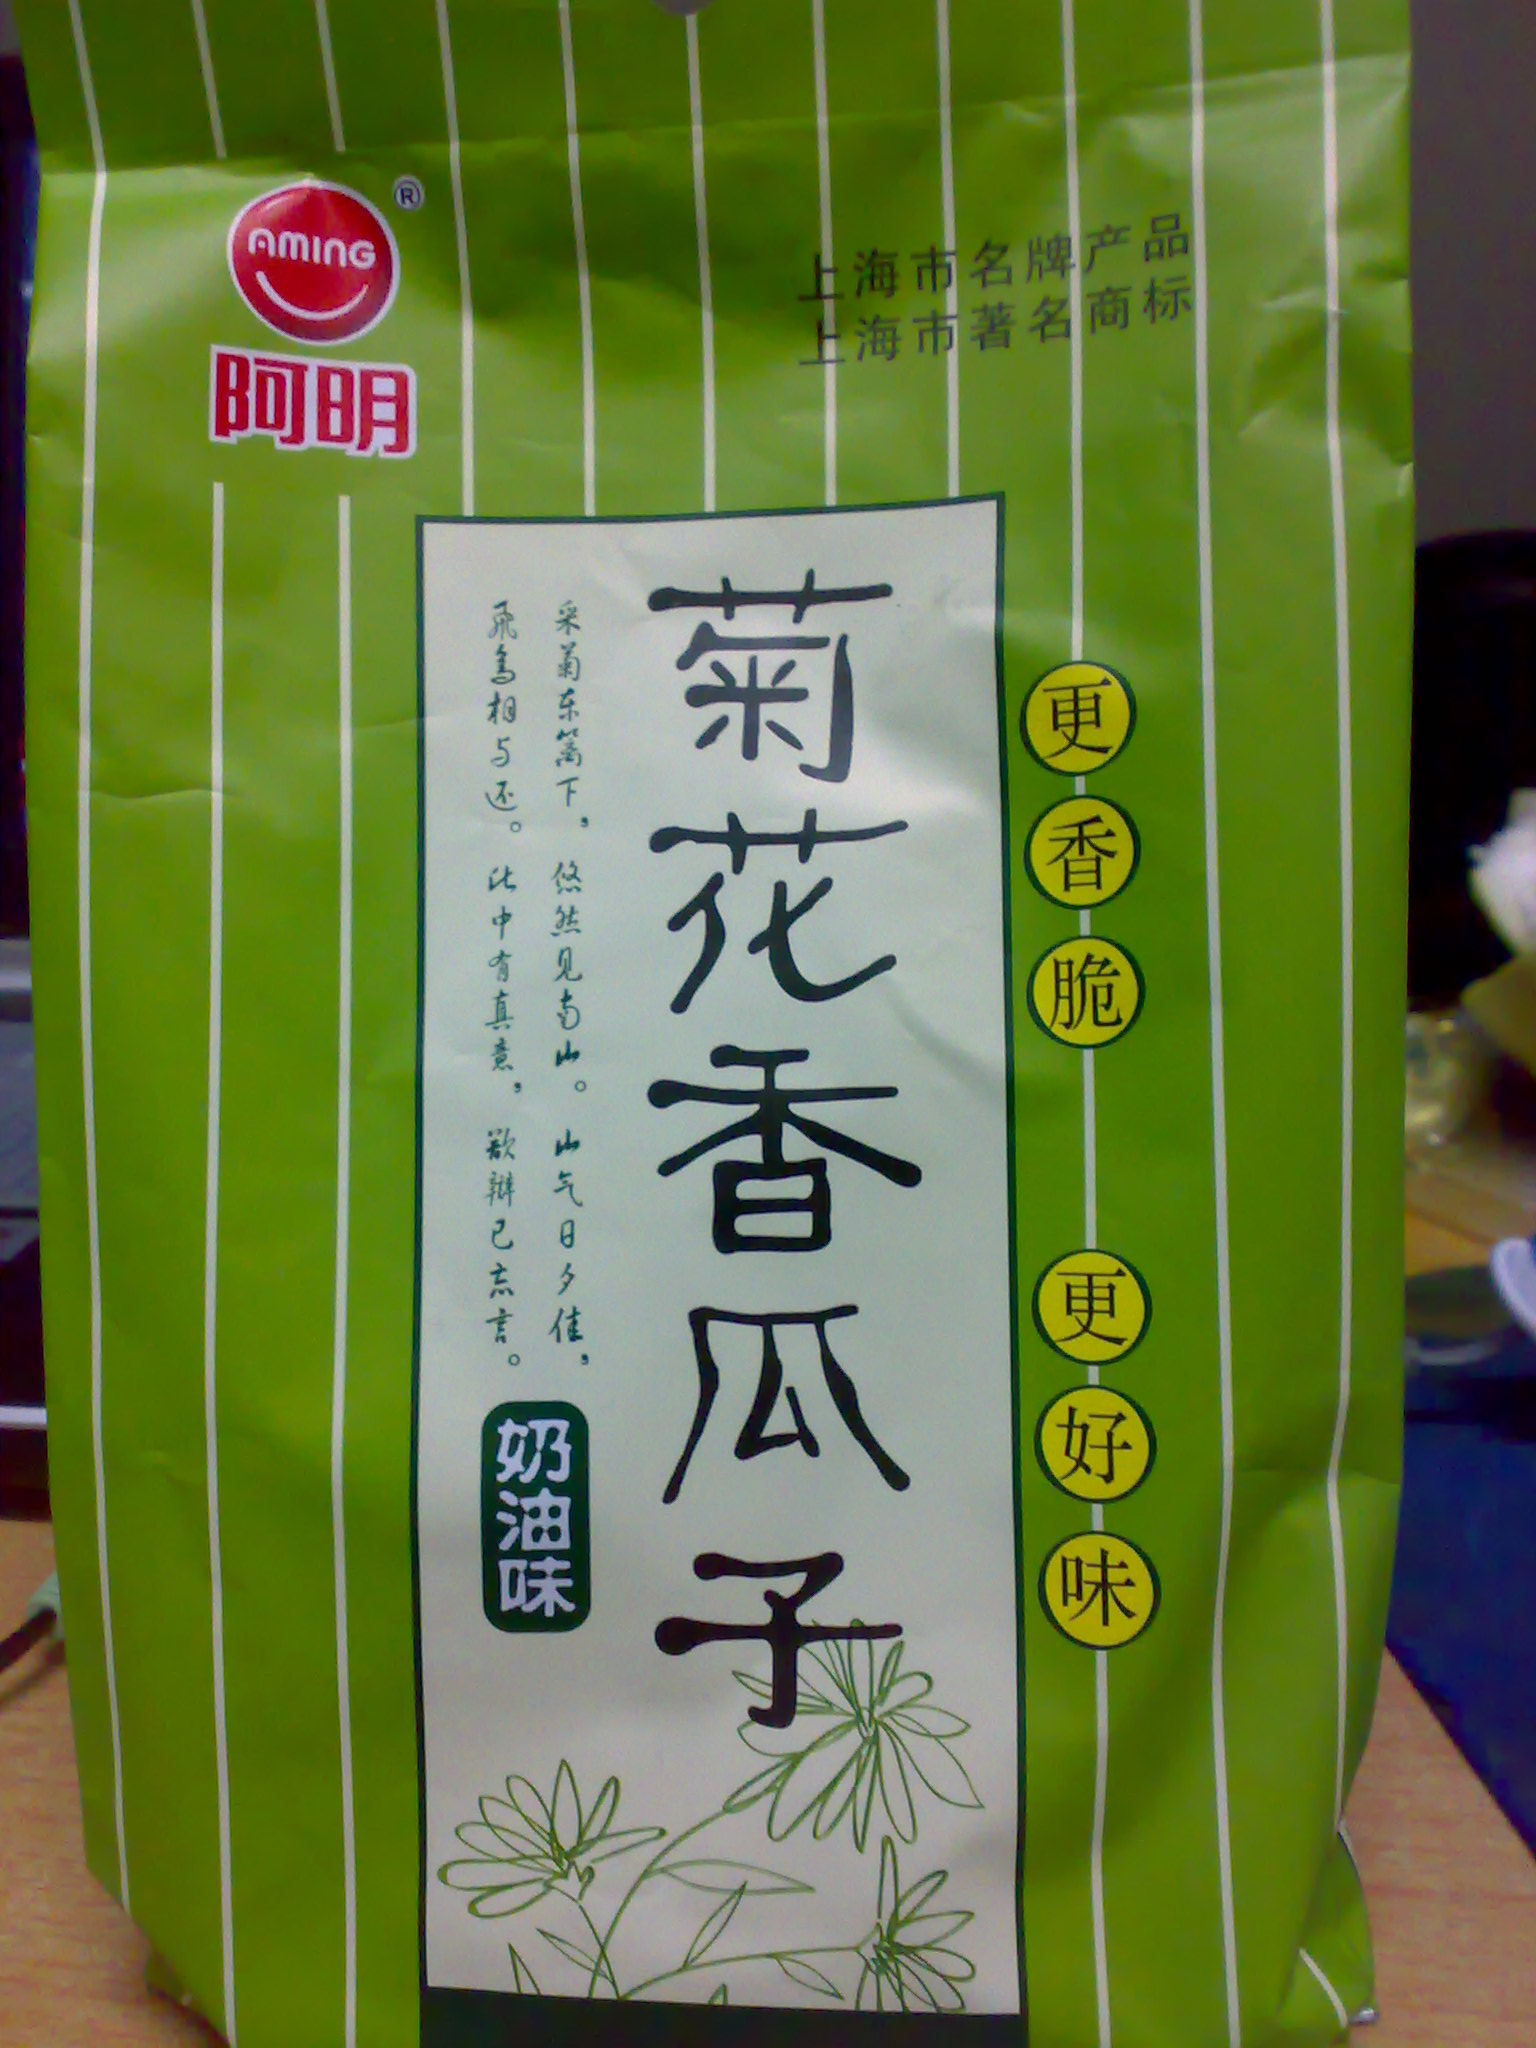 AMING
®
阿明
上海市名牌产品
上海市著名商标
菊花香瓜子
采菊东篱下，悠然见南山。山气日夕佳，
飞鸟相与还。此中有真意，欲辩已忘言。
奶油味
更香脆
更好味